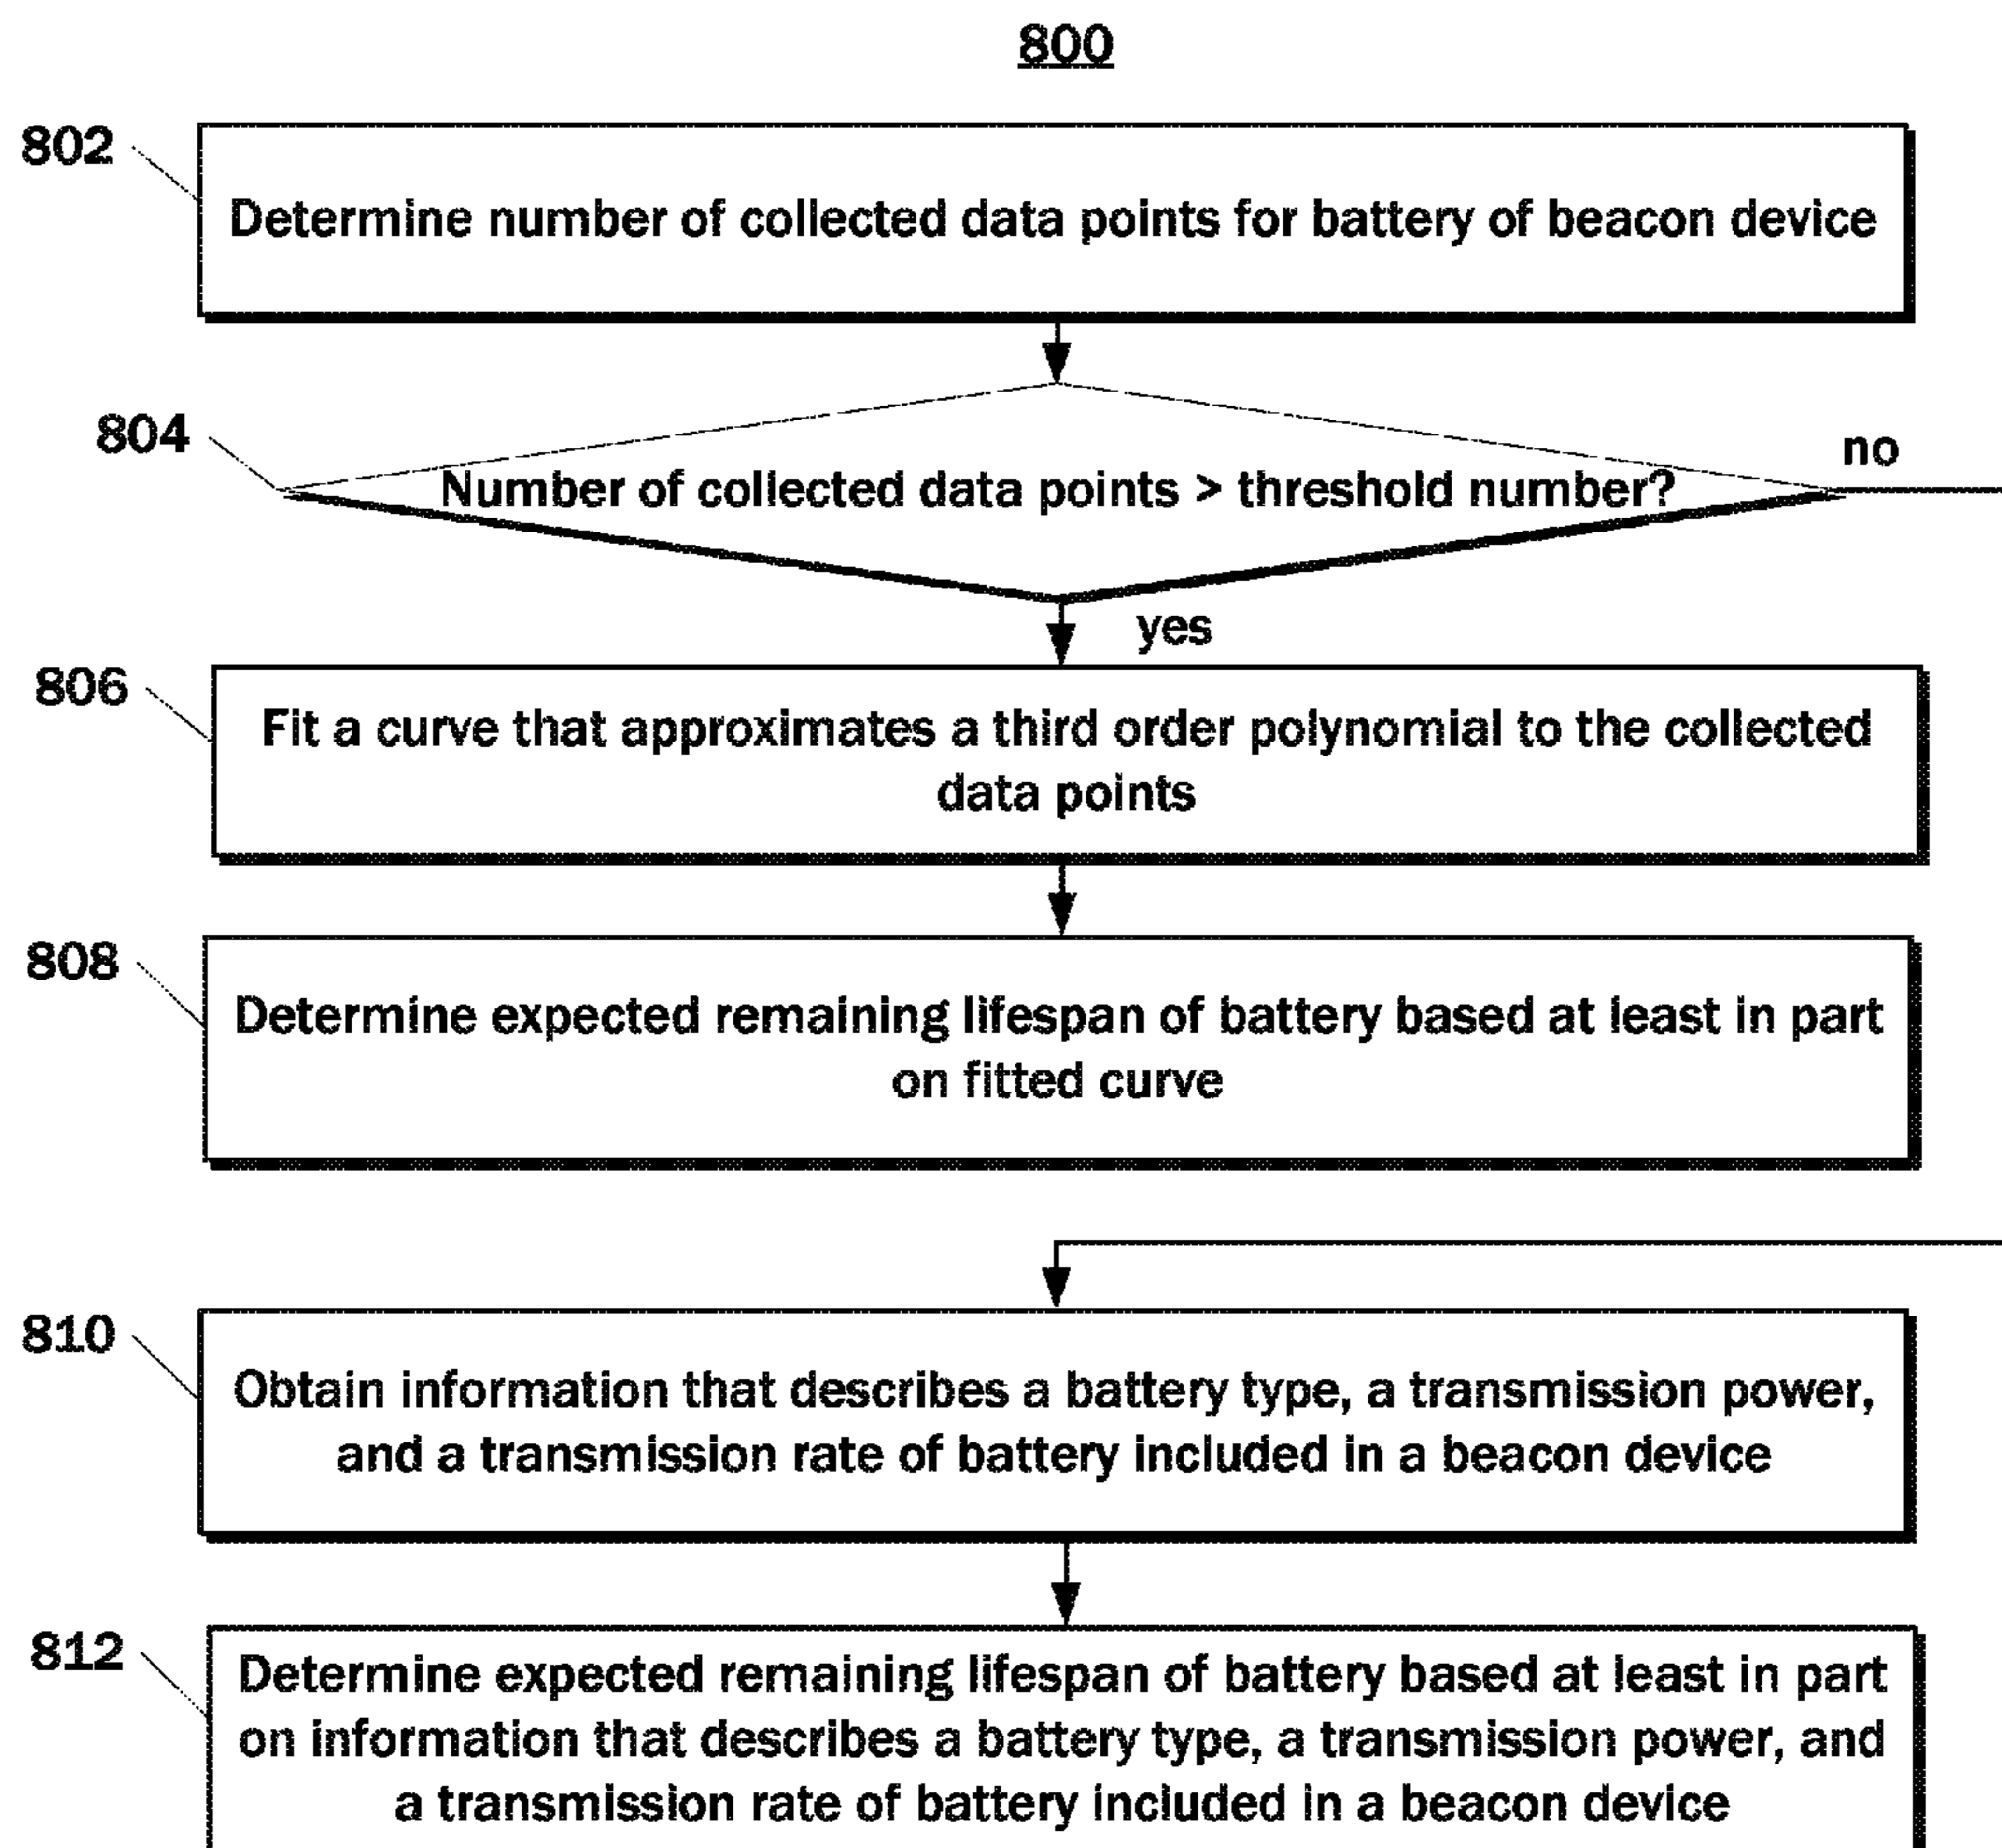 800
802
Determine number of collected data points for battery of beacon device
804
Number of collected data points > threshold number?
no
yes
806
Fit a curve that approximates a third order polynomial to the collected
data points
808
Determine expected remaining lifespan of battery based at least in part
on fitted curve
810
Obtain information that describes a battery type, a transmission power,
and a transmission rate of battery included in a beacon device
812
Determine expected remaining lifespan of battery based at least in part
on information that describes a battery type, a transmission power, and
a transmission rate of battery included in a beacon device